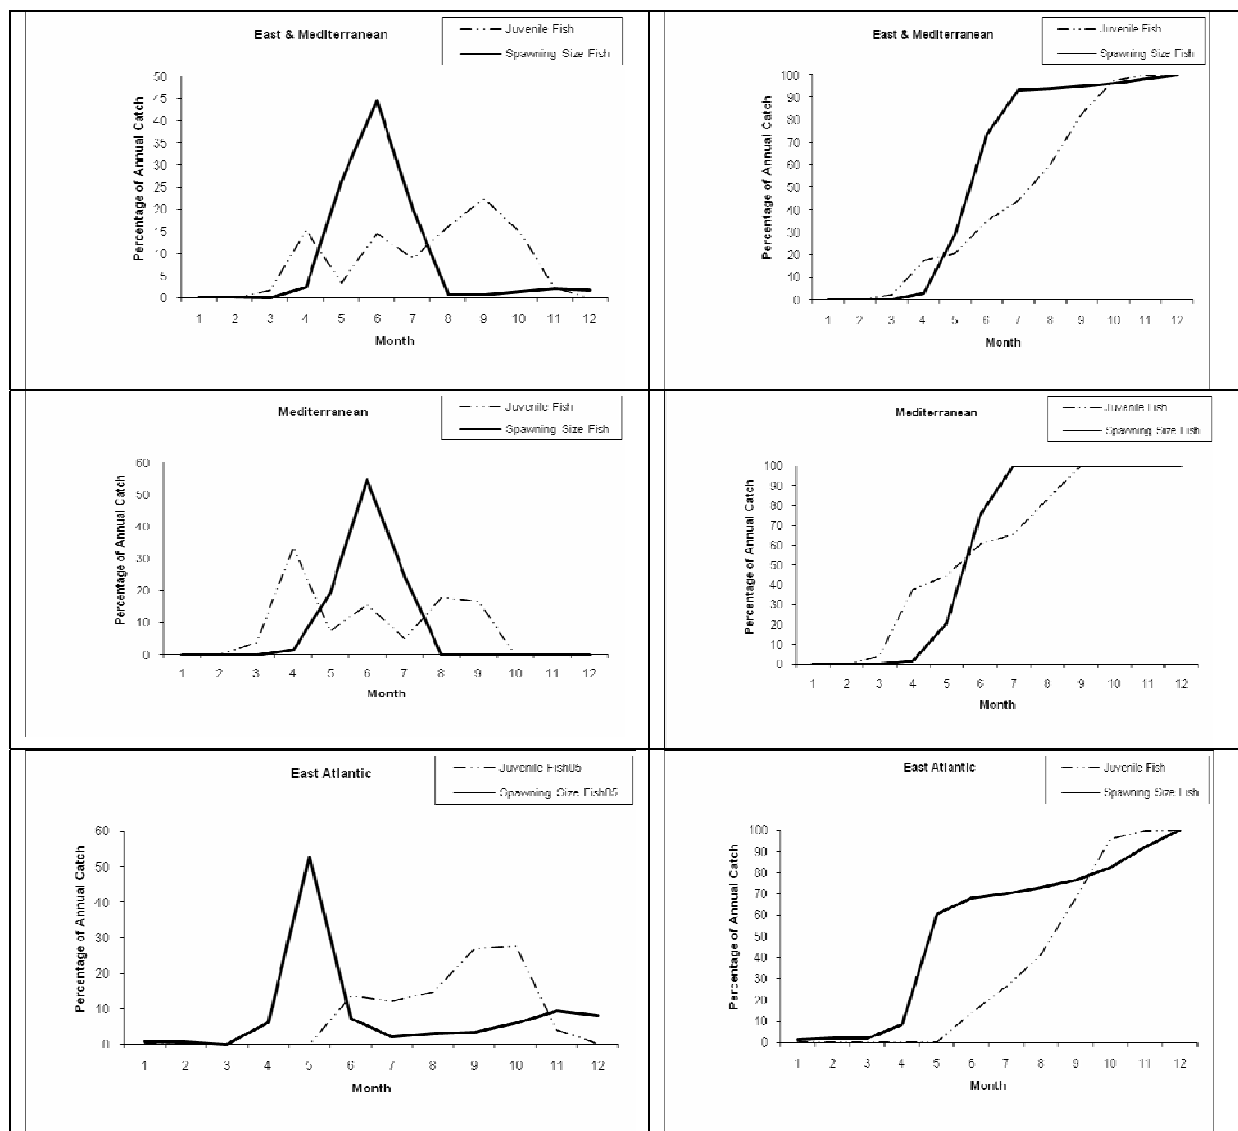 East & Mediterranean
Juvenile Fish
Spawning Size Fish
Percentage of Annual Catch
50
45
40
35
30
25
20
15
10
5
0
1 2 3 4 5 6 7 8 9 10 11 12
Month
East & Mediterranean
Juvenile Fish
Spawning Size Fish
Percentage of Annual Catch
100
90
80
70
60
50
40
30
20
10
0
1 2 3 4 5 6 7 8 9 10 11 12
Month
Mediterranean
Juvenile Fish
Spawning Size Fish
Percentage of Annual Catch
60
50
40
30
20
10
0
1 2 3 4 5 6 7 8 9 10 11 12
Month
Mediterranean
Juvenile Fish
Spawning Size Fish
Percentage of Annual Catch
100
90
80
70
60
50
40
30
20
10
0
1 2 3 4 5 6 7 8 9 10 11 12
Month
East Atlantic
Juvenile Fish05
Spawning Size Fish05
Percentage of Annual Catch
60
50
40
30
20
10
0
1 2 3 4 5 6 7 8 9 10 11 12
Month
East Atlantic
Juvenile Fish
Spawning Size Fish
Percentage of Annual Catch
100
90
80
70
60
50
40
30
20
10
0
1 2 3 4 5 6 7 8 9 10 11 12
Month